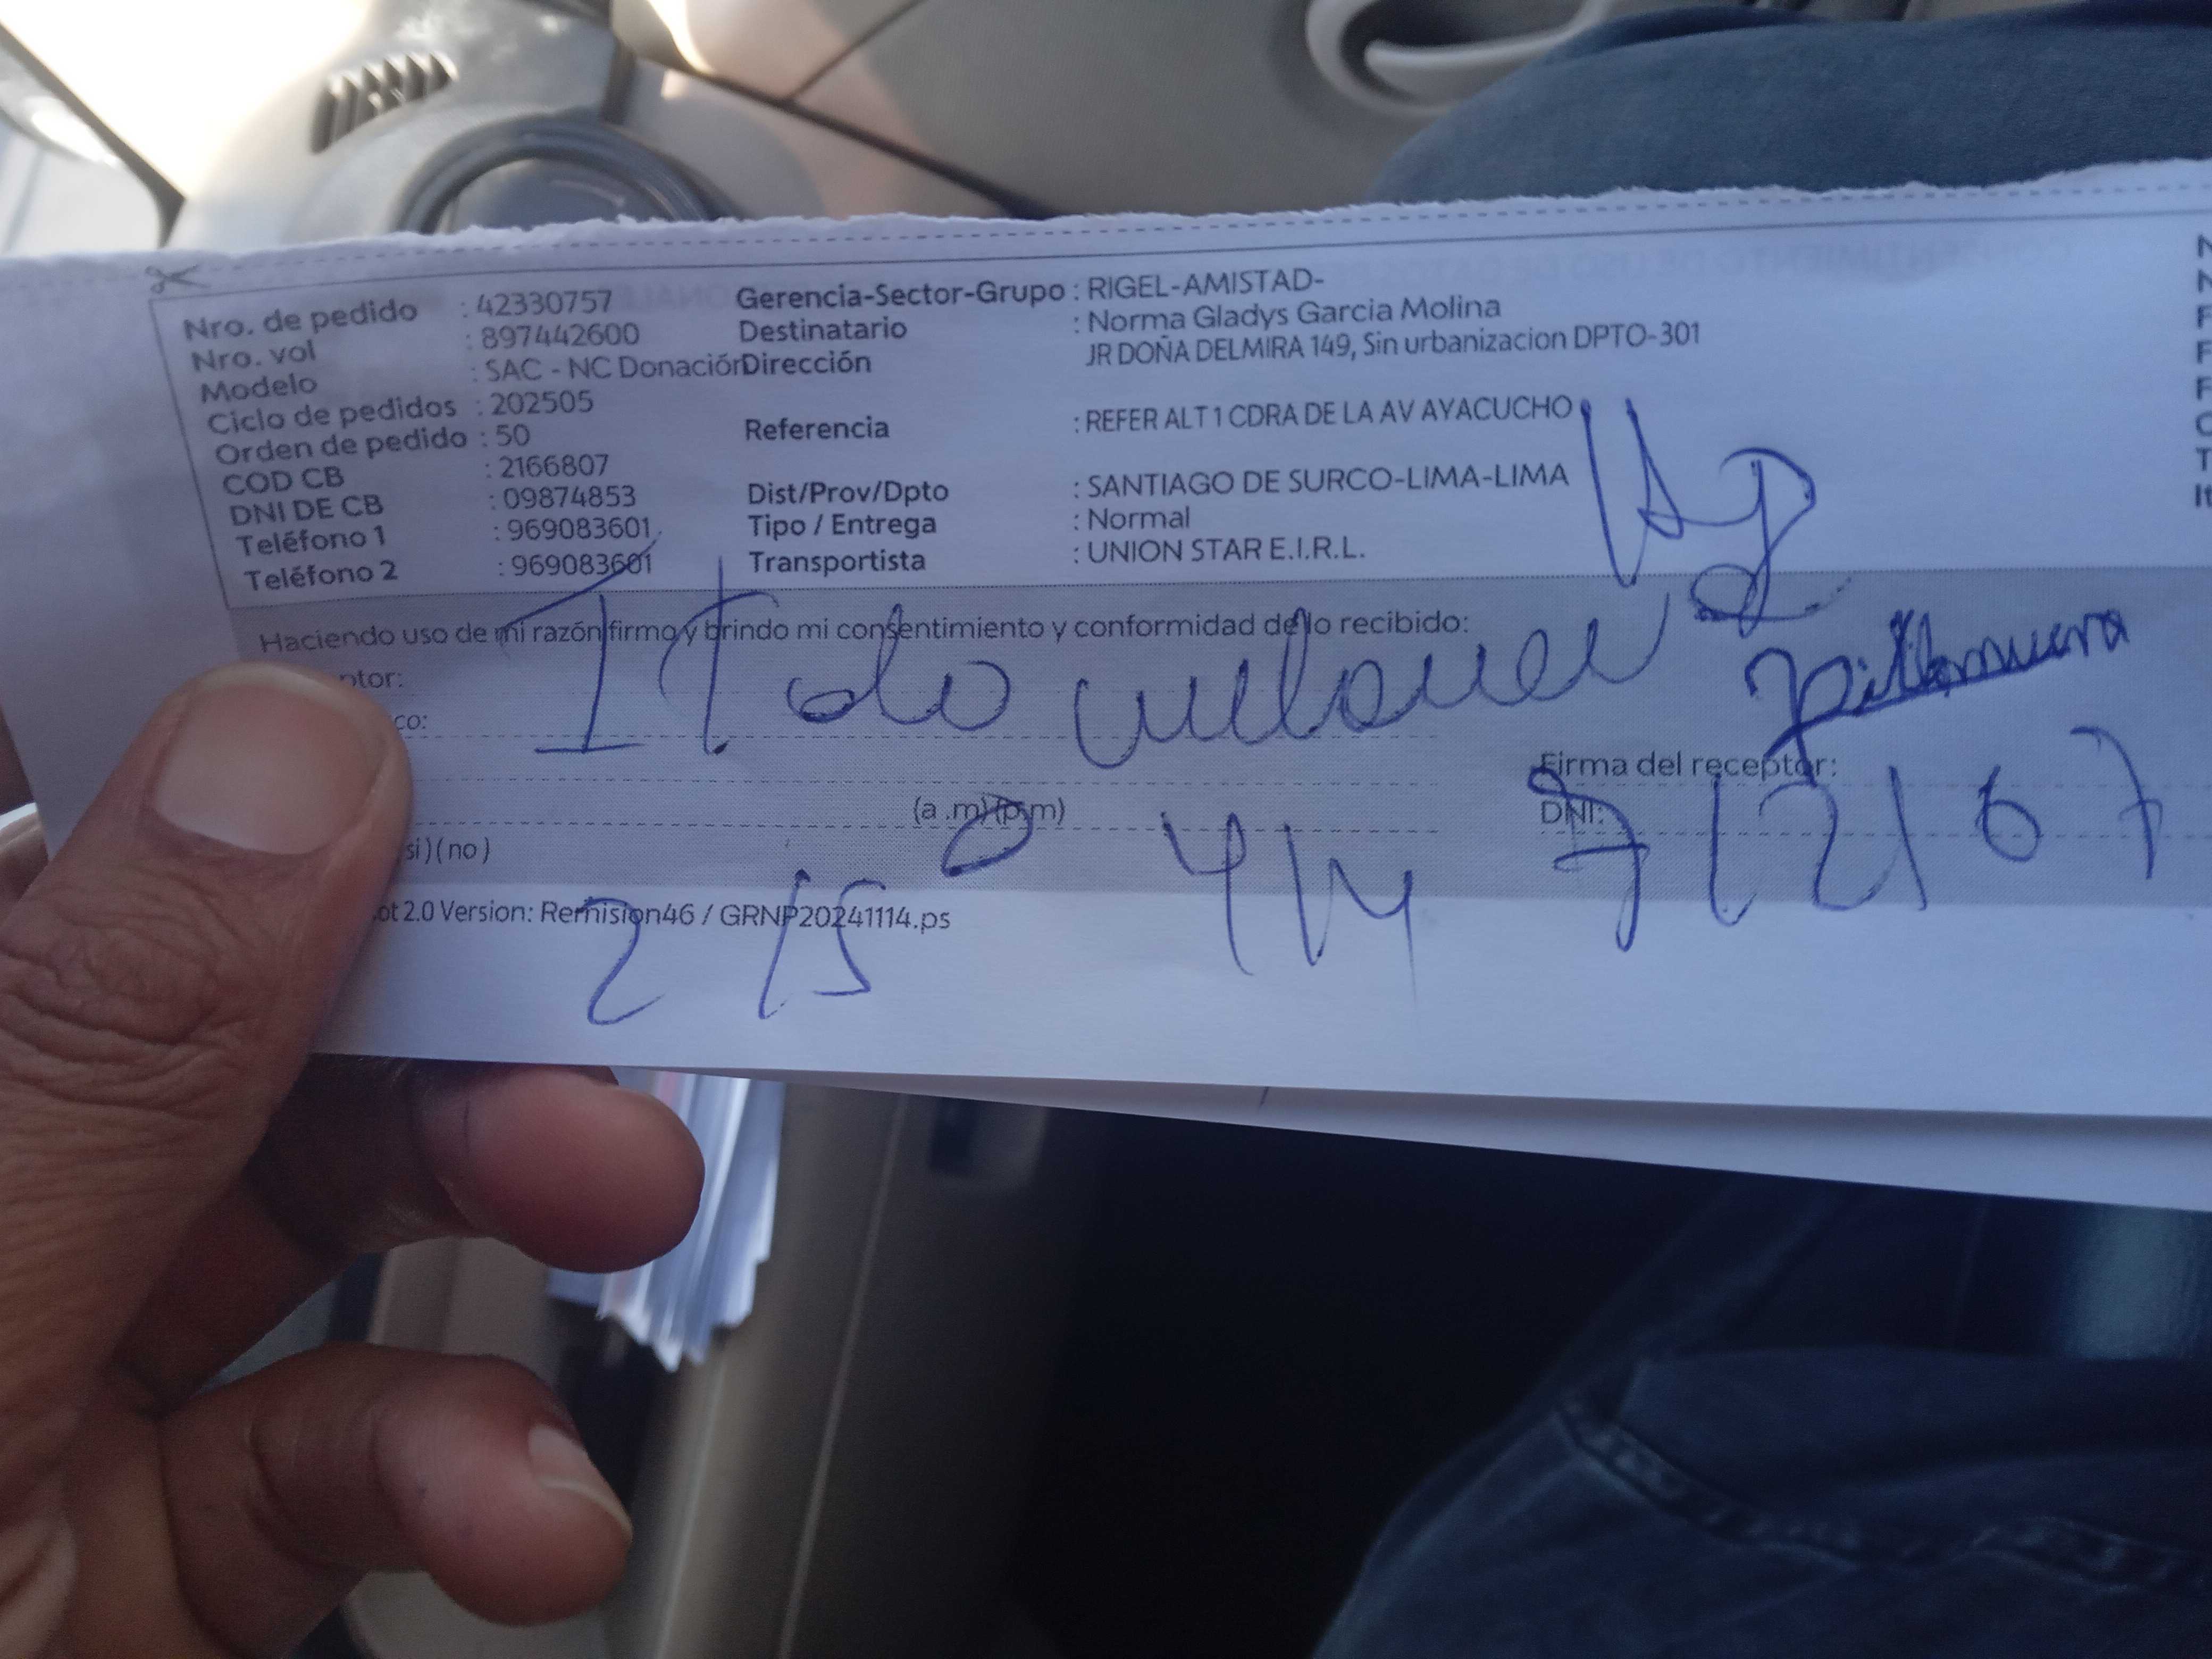 Nro. de pedido : 42330757 Gerencia-Sector-Grupo : RIGEL-AMISTAD-
Nro. vol : 897442600 Destinatario : Norma Gladys Garcia Molina
Modelo : SAC - NC Donación Dirección JR DOÑA DELMIRA 149, Sin urbanizacion DPTO-301
Ciclo de pedidos : 202505
Orden de pedido : 50 Referencia : REFER ALT 1 CDRA DE LA AV AYACUCHO
COD CB : 2166807
DNI DE CB : 09874853 Dist/Prov/Dpto : SANTIAGO DE SURCO-LIMA-LIMA
Teléfono 1 : 969083601 Tipo / Entrega : Normal
Teléfono 2 : 969083601 Transportista : UNION STAR E.I.R.L.
Haciendo uso de mi razón firmo y brindo mi consentimiento y conformidad de lo recibido:
ptor:
co:
Firma del receptor:
(a .m) (p.m) DNI:
si ) ( no )
ot 2.0 Version: Remision46 / GRNP20241114.ps